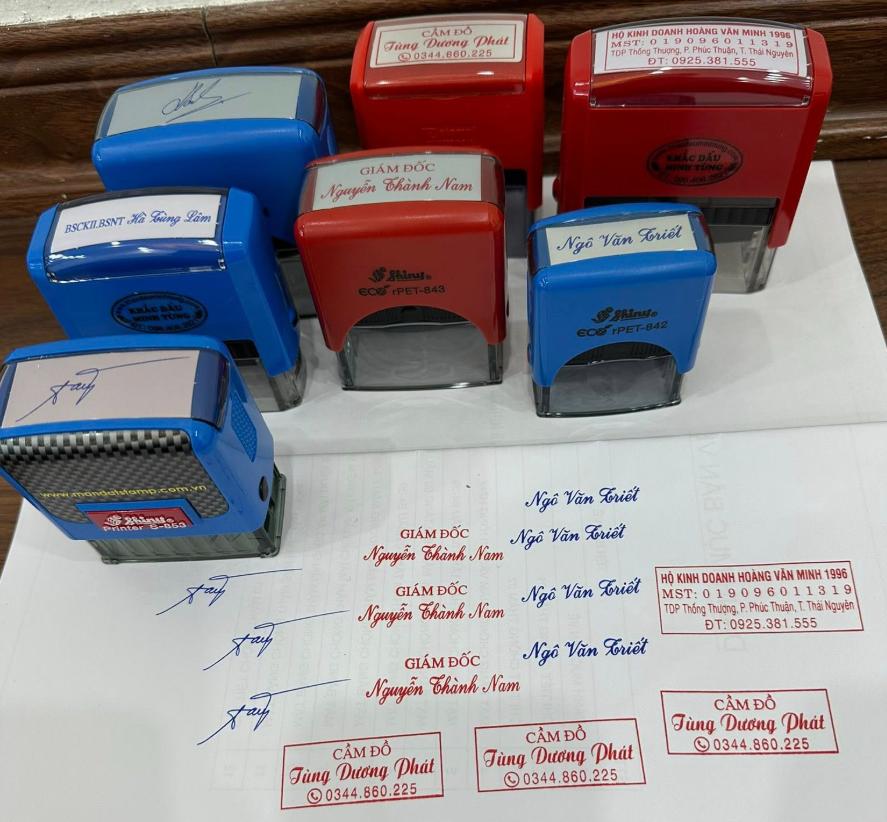 CẦM ĐỒ
Tùng Dương Phát
0344.860.225
HỘ KINH DOANH HOÀNG VĂN MINH 1996
MST: 019096011319
TDP Thống Thượng, P. Phúc Thuận, T. Thái Nguyên
ĐT: 0925.381.555
KHẮC DẤU
MINH TÙNG
GIÁM ĐỐC
Nguyễn Thành Nam
Shiny
eco rPET-843
BSCKII.BSNT Hà Tùng Lâm
KHẮC DẤU
MINH TÙNG
Ngô Văn Triết
Shiny
eco rPET-842
www.mandaistamp.com.vn
Shiny
Printer S-853
Ngô Văn Triết
Ngô Văn Triết
GIÁM ĐỐC
Nguyễn Thành Nam
Ngô Văn Triết
GIÁM ĐỐC
Nguyễn Thành Nam
HỘ KINH DOANH HOÀNG VĂN MINH 1996
MST: 019096011319
TDP Thống Thượng, P. Phúc Thuận, T. Thái Nguyên
ĐT: 0925.381.555
Ngô Văn Triết
GIÁM ĐỐC
Nguyễn Thành Nam
CẦM ĐỒ
Tùng Dương Phát
0344.860.225
CẦM ĐỒ
Tùng Dương Phát
0344.860.225
CẦM ĐỒ
Tùng Dương Phát
0344.860.225